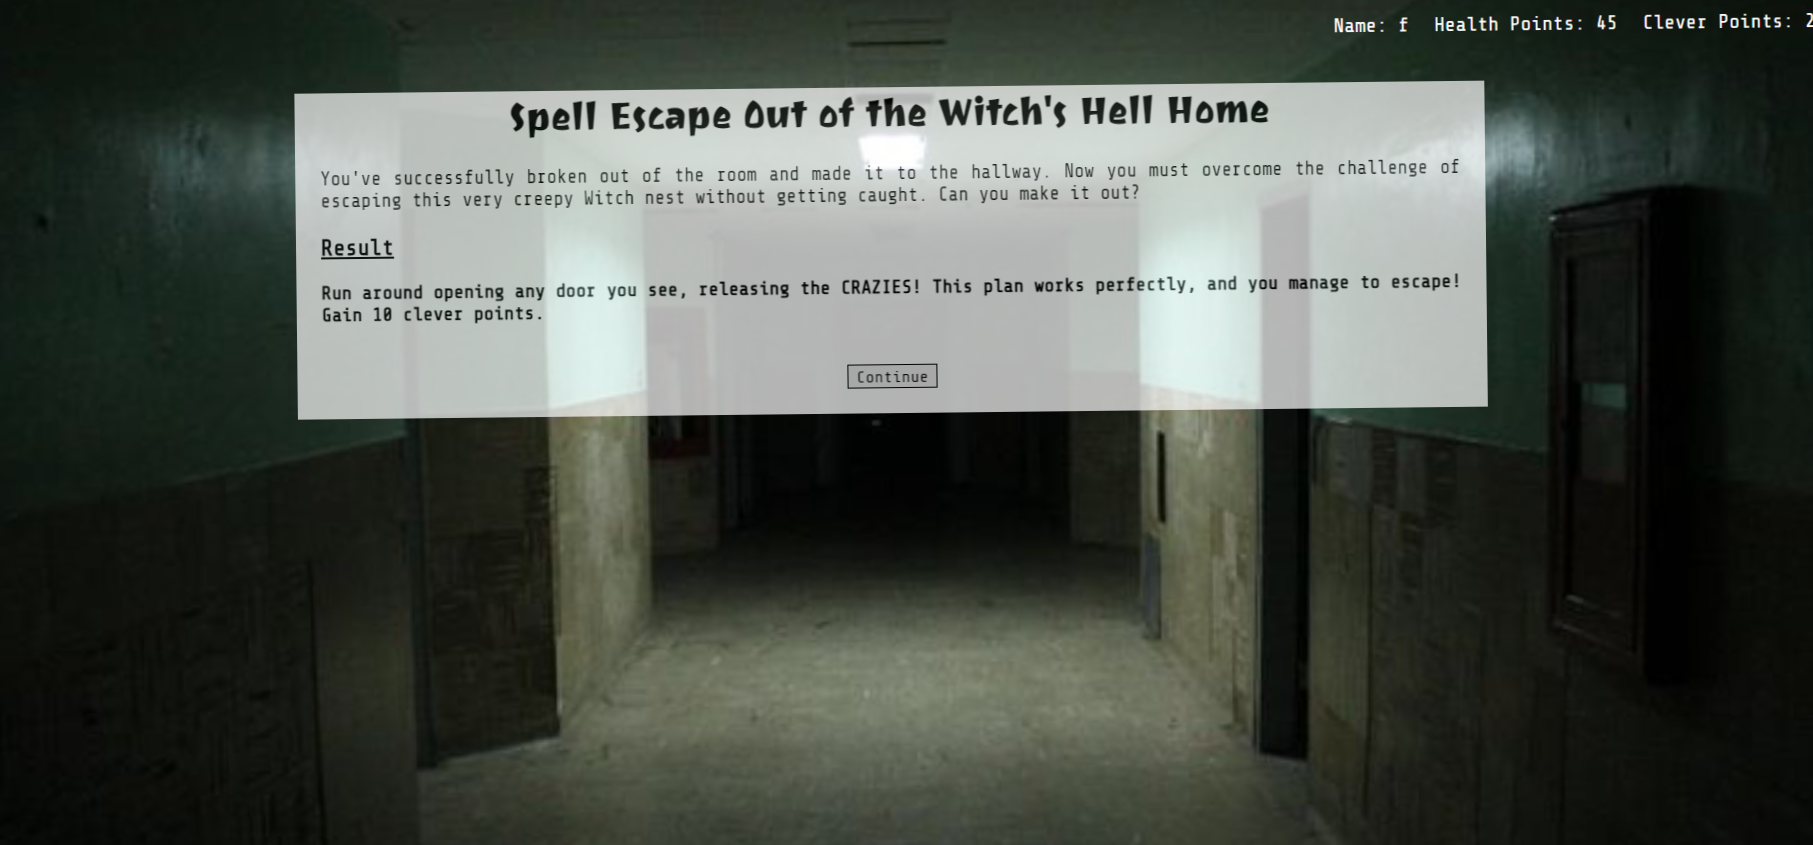 Name: f Health Points: 45 Clever Points: 2
Spell Escape Out of the Witch's Hell Home
You've successfully broken out of the room and made it to the hallway. Now you must overcome the challenge of
escaping this very creepy Witch nest without getting caught. Can you make it out?
Result
Run around opening any door you see, releasing the CRAZIES! This plan works perfectly, and you manage to escape!
Gain 10 clever points.
Continue